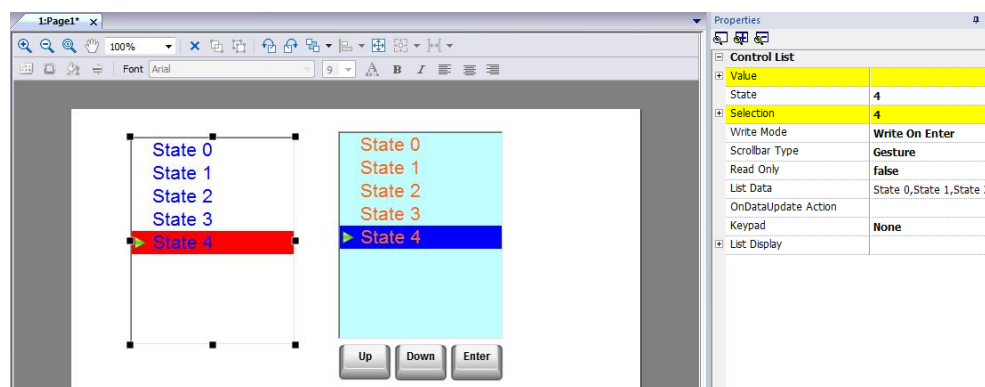 1:Page1* x
Properties
100%
Font Arial 9 A B I
Control List
Value
State 4
Selection 4
Write Mode Write On Enter
Scrollbar Type Gesture
Read Only false
List Data State 0,State 1,State
OnDataUpdate Action
Keypad None
List Display
State 0
State 1
State 2
State 3
State 4
State 0
State 1
State 2
State 3
State 4
Up Down Enter